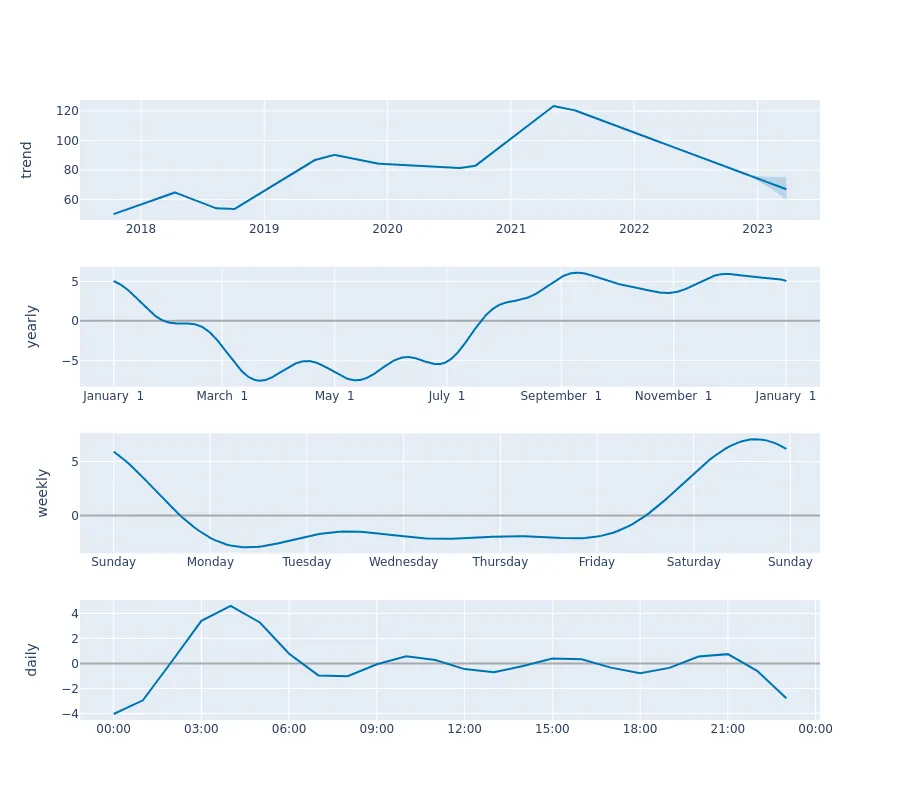 trend
120
100
80
60
2018 2019 2020 2021 2022 2023
yearly
5
0
−5
January 1 March 1 May 1 July 1 September 1 November 1 January 1
weekly
5
0
Sunday Monday Tuesday Wednesday Thursday Friday Saturday Sunday
daily
4
2
0
−2
−4
00:00 03:00 06:00 09:00 12:00 15:00 18:00 21:00 00:00